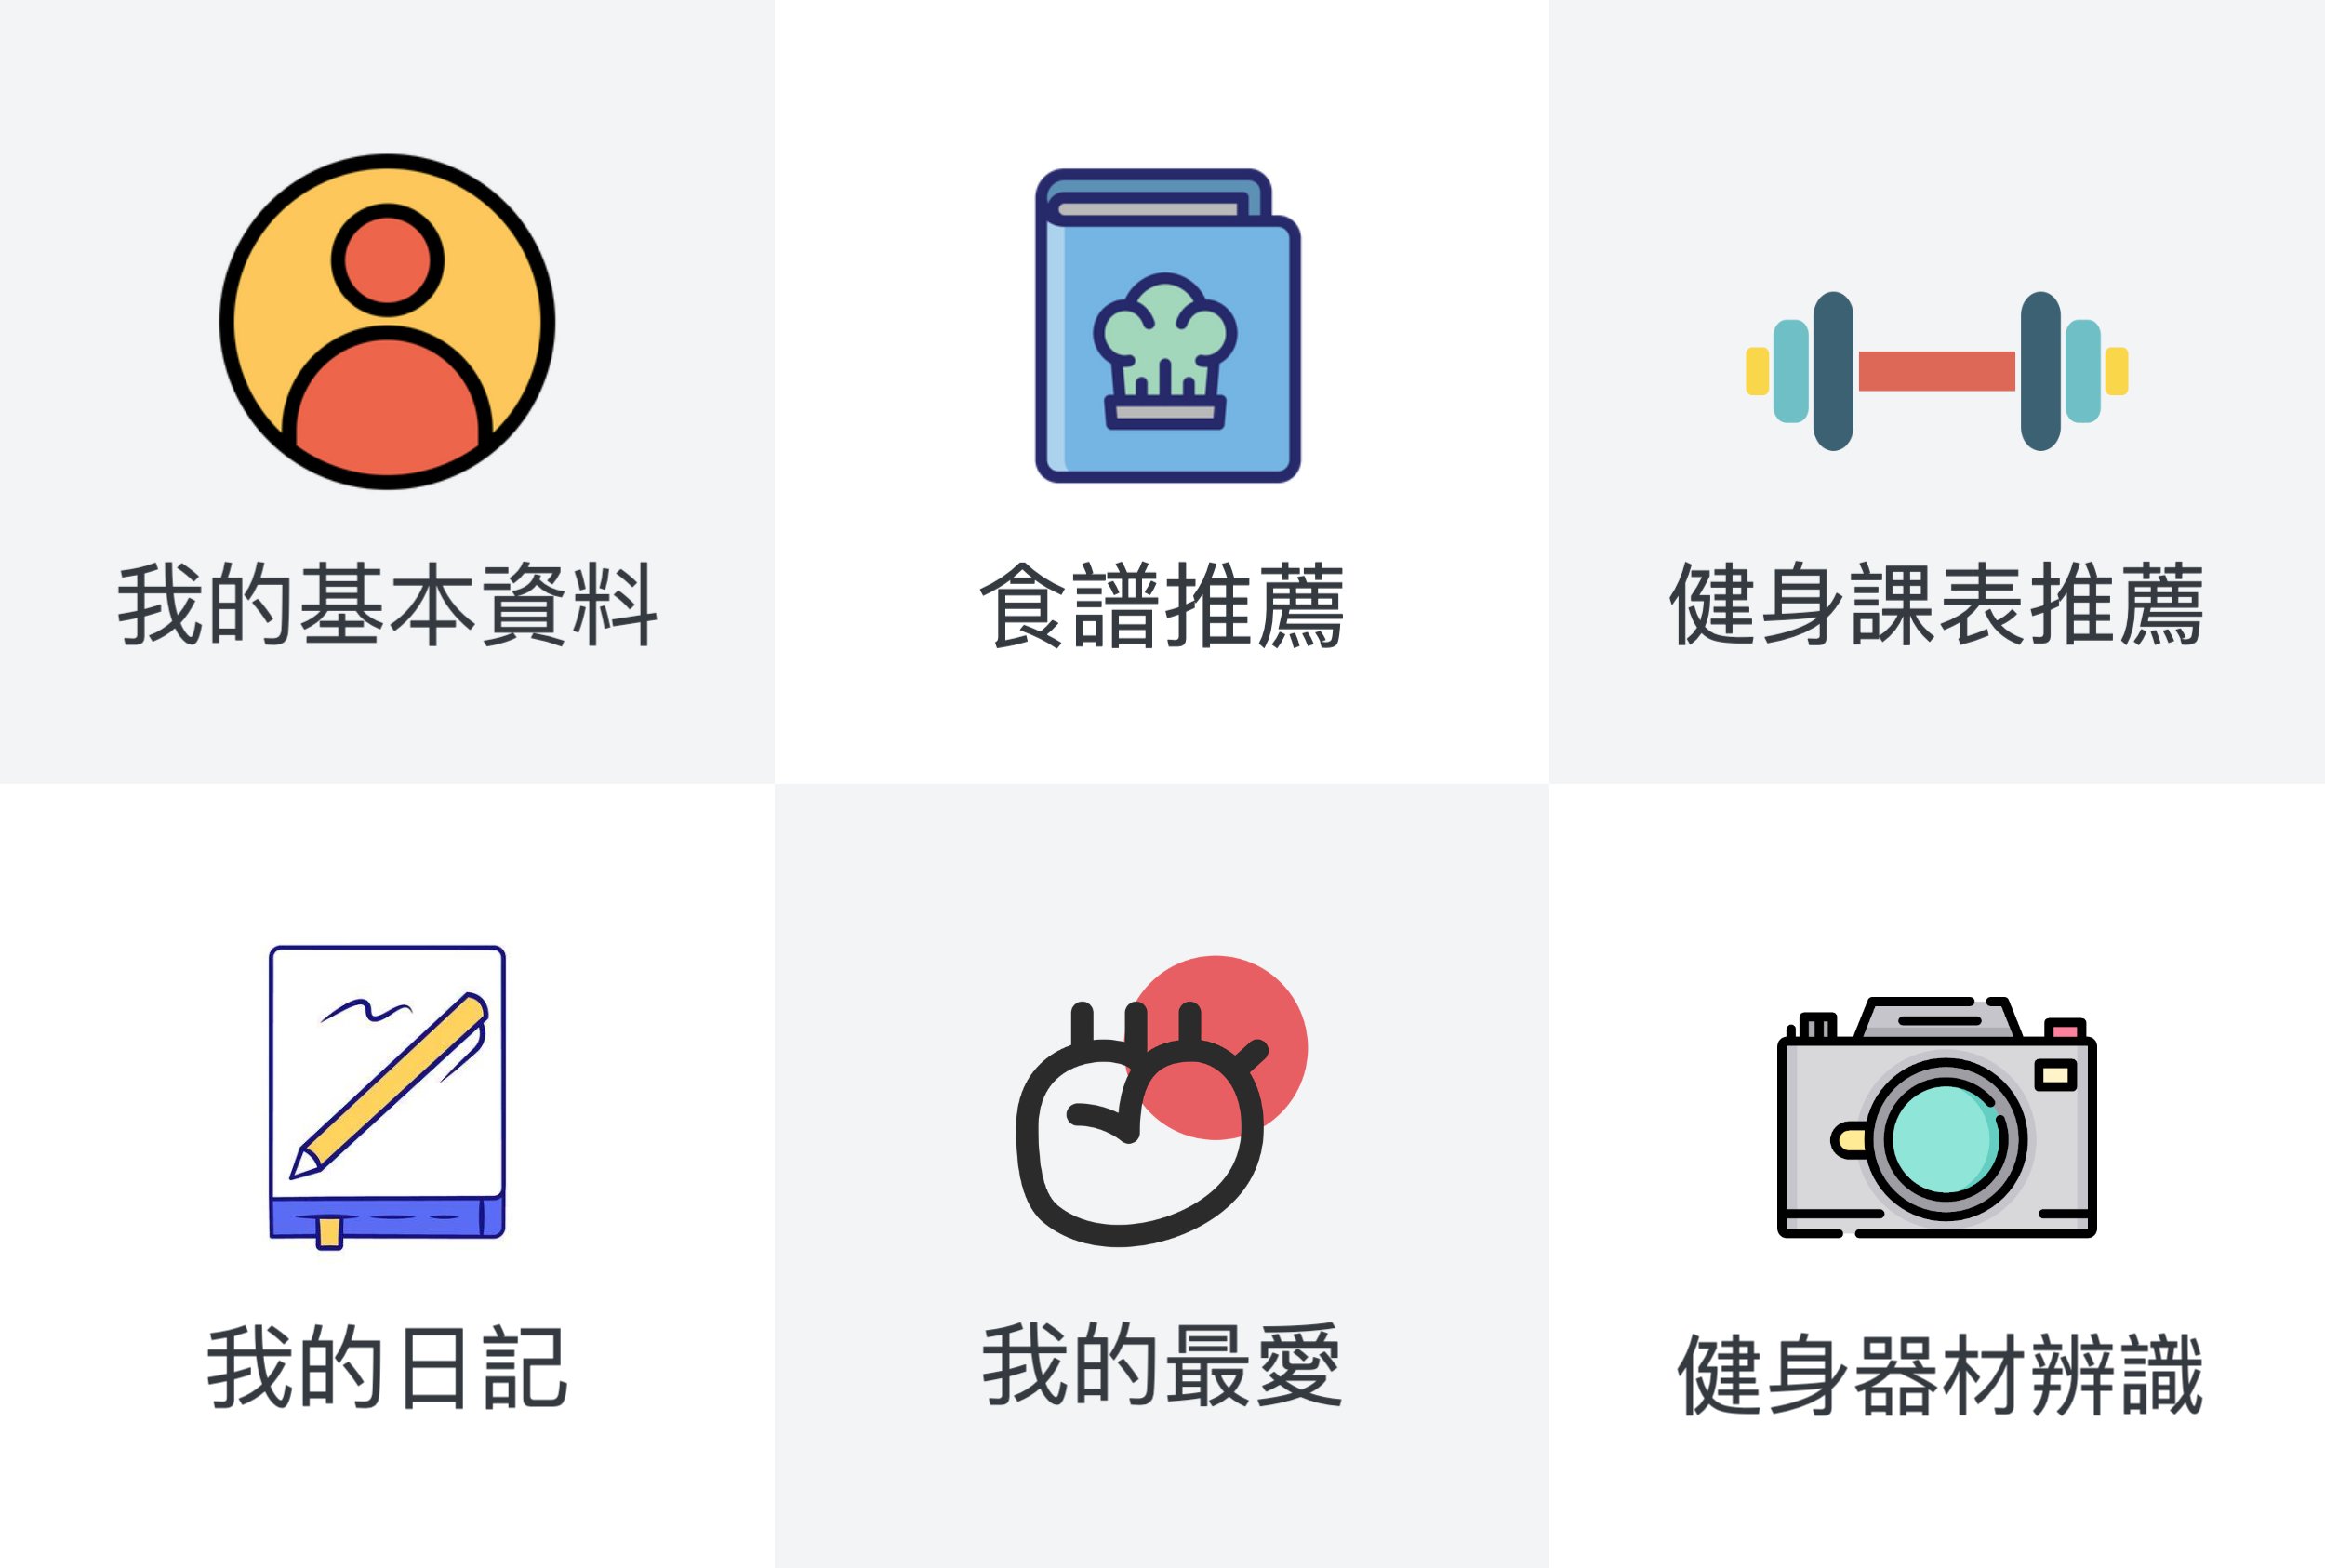 我的基本資料
食譜推薦
健身課表推薦
我的日記
我的最愛
健身器材辨識